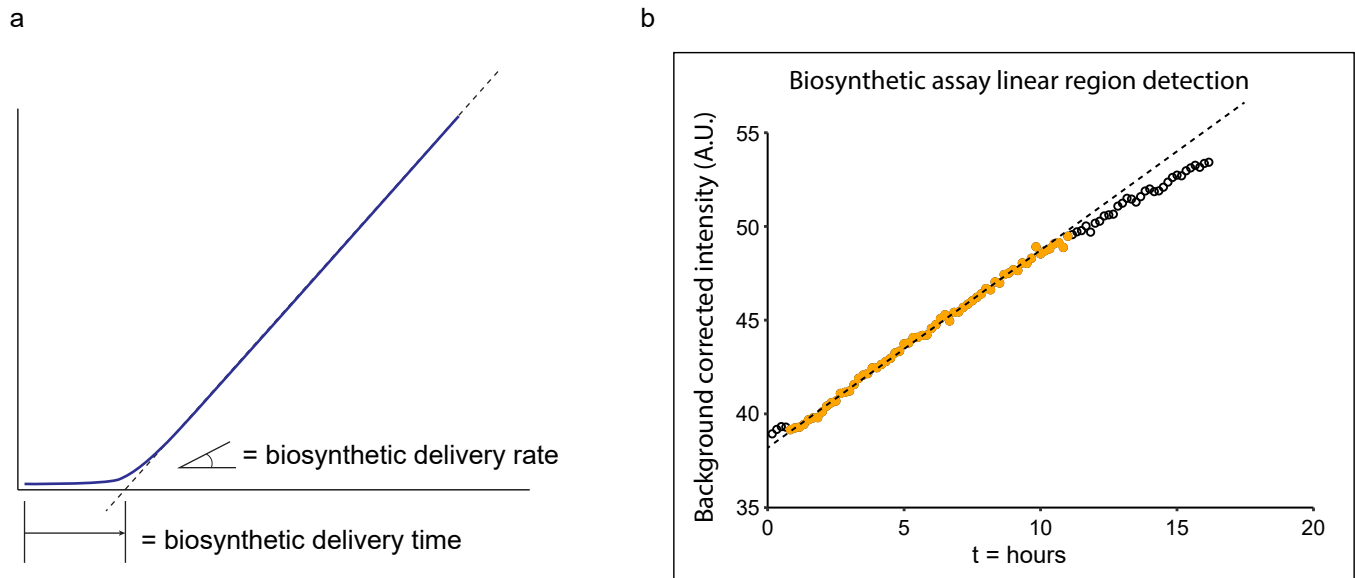 a
= biosynthetic delivery rate
= biosynthetic delivery time
b
Biosynthetic assay linear region detection
Background corrected intensity (A.U.)
55
50
45
40
35
0 5 10 15 20
t = hours